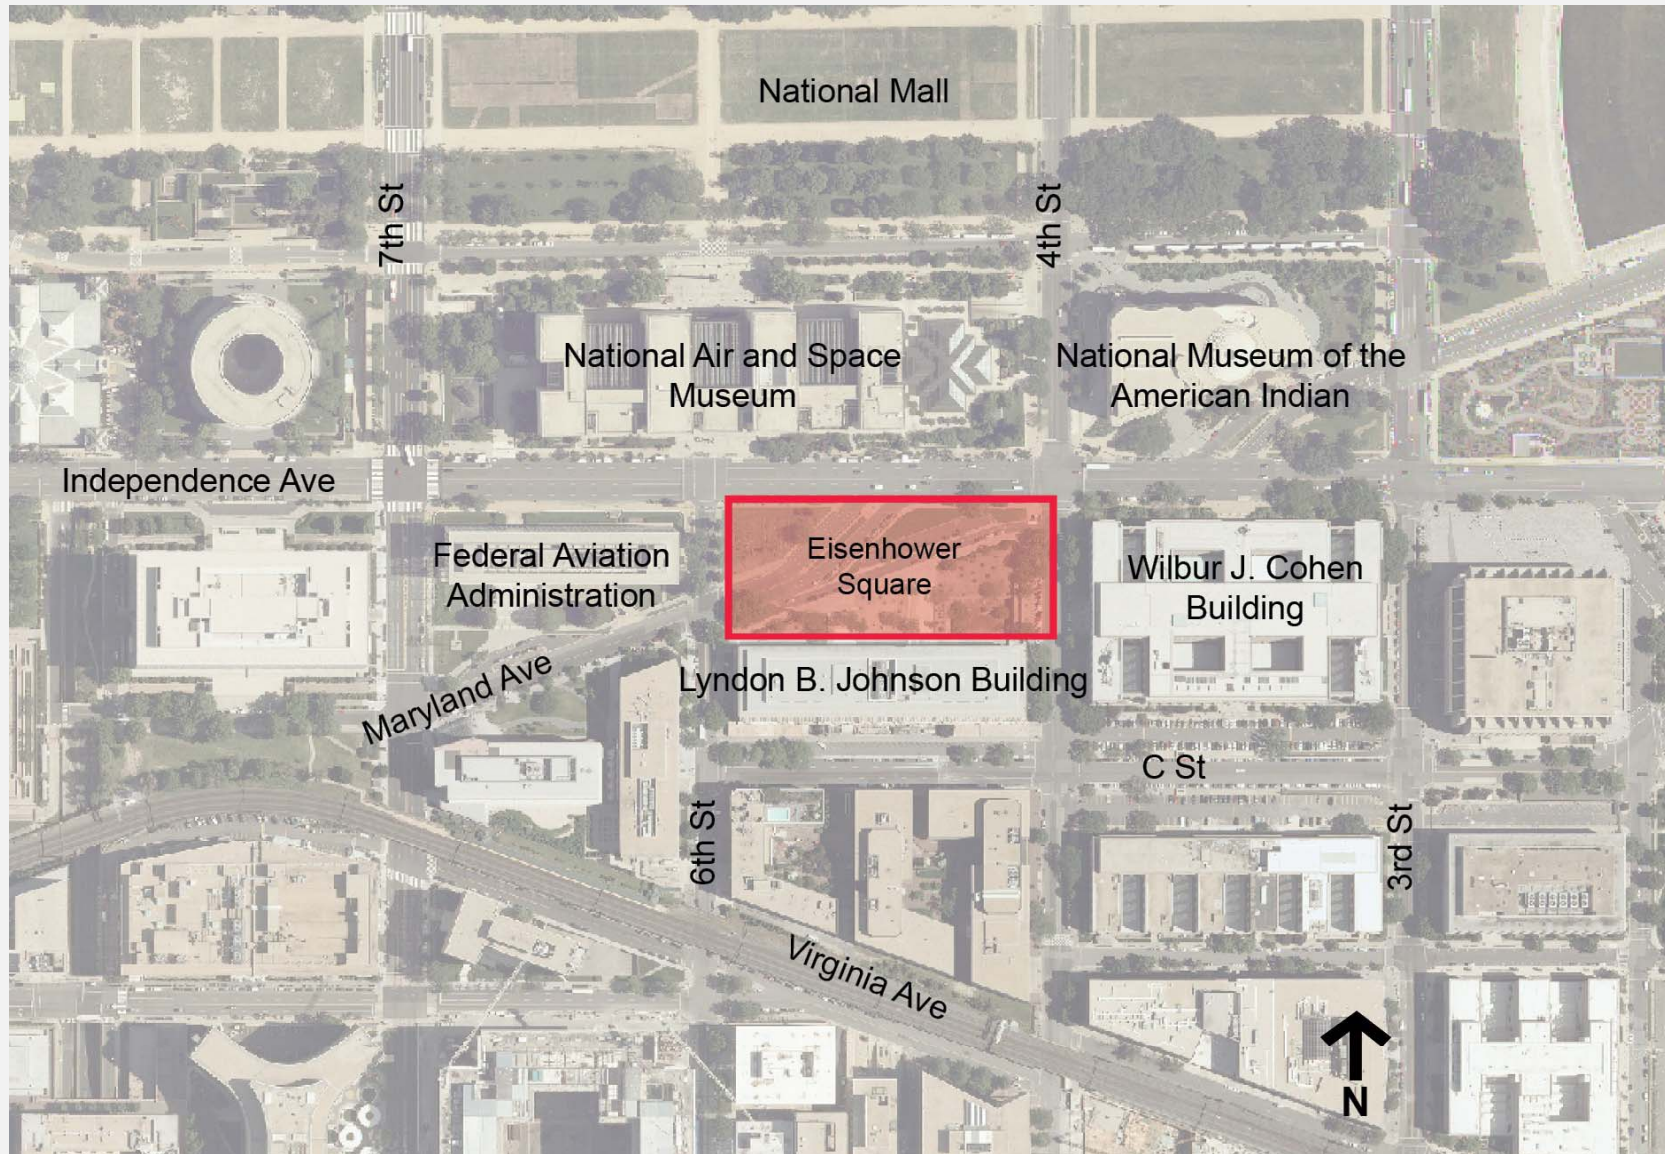 National Mall
7th St
4th St
National Air and Space
Museum
National Museum of the
American Indian
Independence Ave
Federal Aviation
Administration
Eisenhower
Square
Wilbur J. Cohen
Building
Maryland Ave
Lyndon B. Johnson Building
C St
6th St
3rd St
Virginia Ave
N